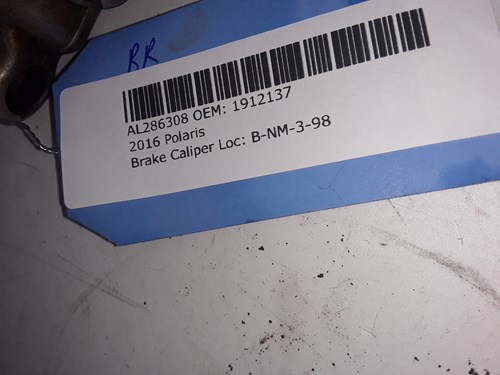 RR
AL286308 OEM: 1912137
2016 Polaris
Brake Caliper Loc: B-NM-3-98